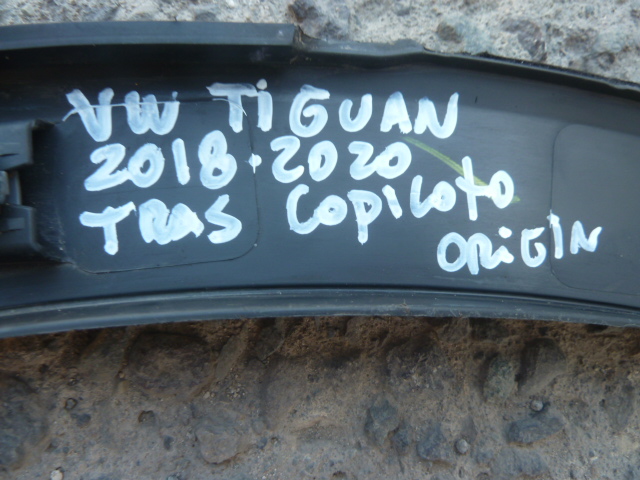 VW TIGUAN
2018.2020
TRAS COPILOTO
ORIGIN